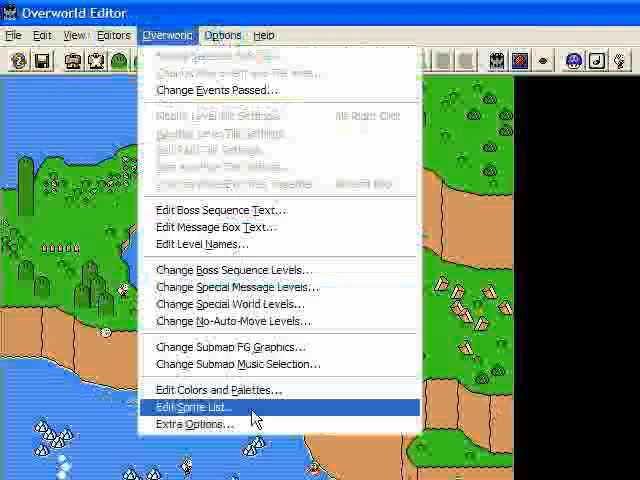 Overworld Editor
File Edit View Editors Overworld Options Help
Change Events Passed...
Edit Boss Sequence Text...
Edit Message Box Text...
Edit Level Names...
Change Boss Sequence Levels...
Change Special Message Levels...
Change Special World Levels...
Change No-Auto-Move Levels...
Change Submap FG Graphics...
Change Submap Music Selection...
Edit Colors and Palettes...
Edit Sprite List...
Extra Options...